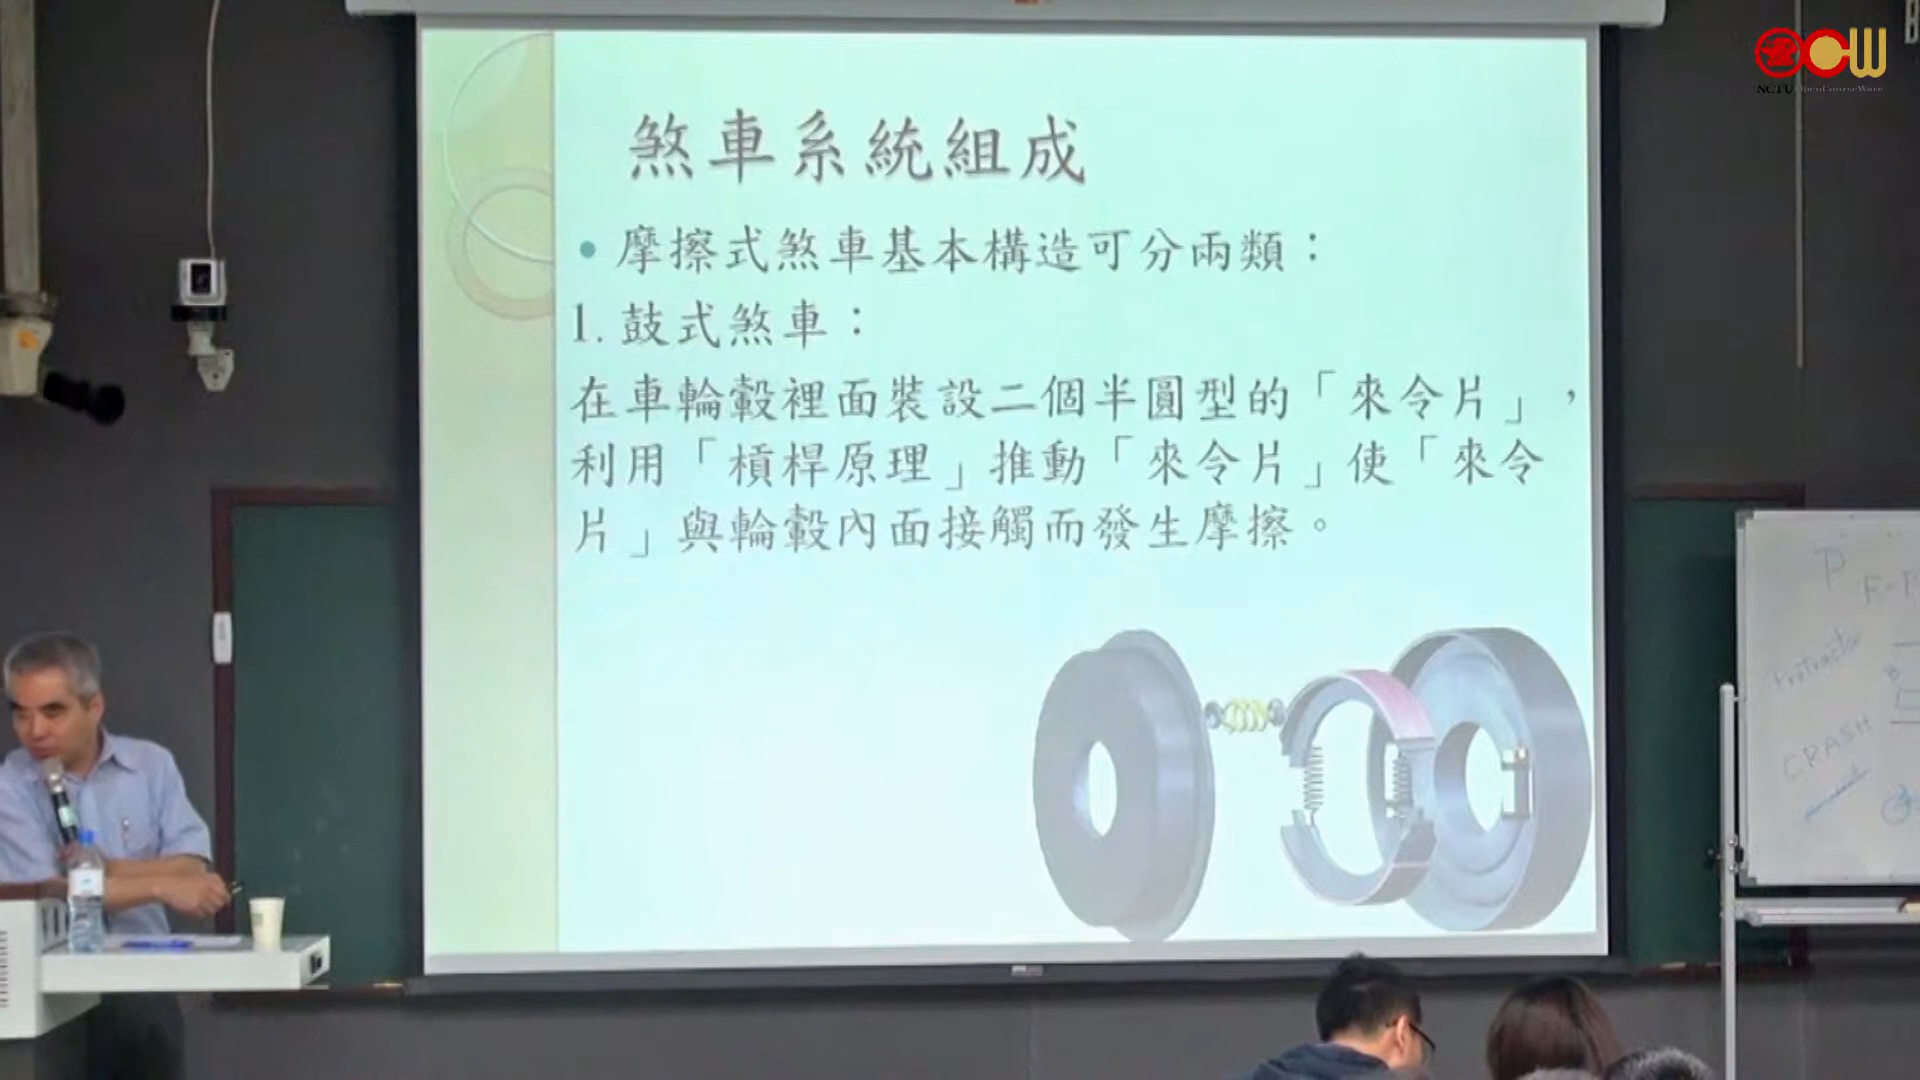 煞車系統組成
• 摩擦式煞車基本構造可分兩類：
1. 鼓式煞車：
在車輪轂裡面裝設二個半圓型的「來令片」，
利用「槓桿原理」推動「來令片」使「來令
片」與輪轂內面接觸而發生摩擦。
NCTU OpenCourseWare
P
Protractor
CRASH